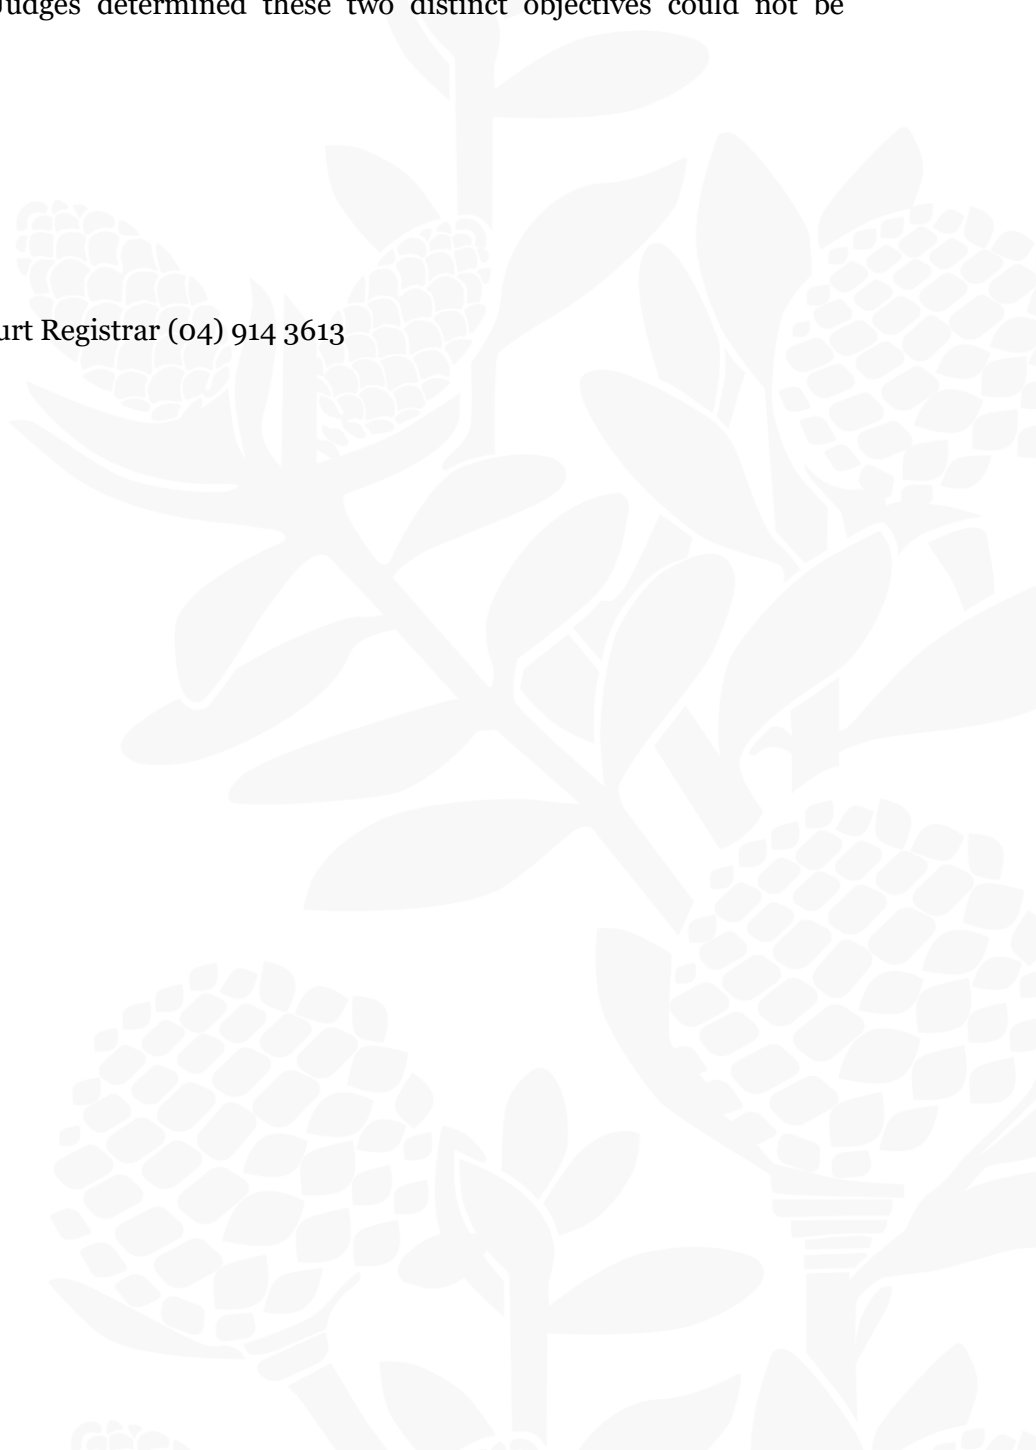 Judges determined these two distinct objectives could not be
urt Registrar (04) 914 3613